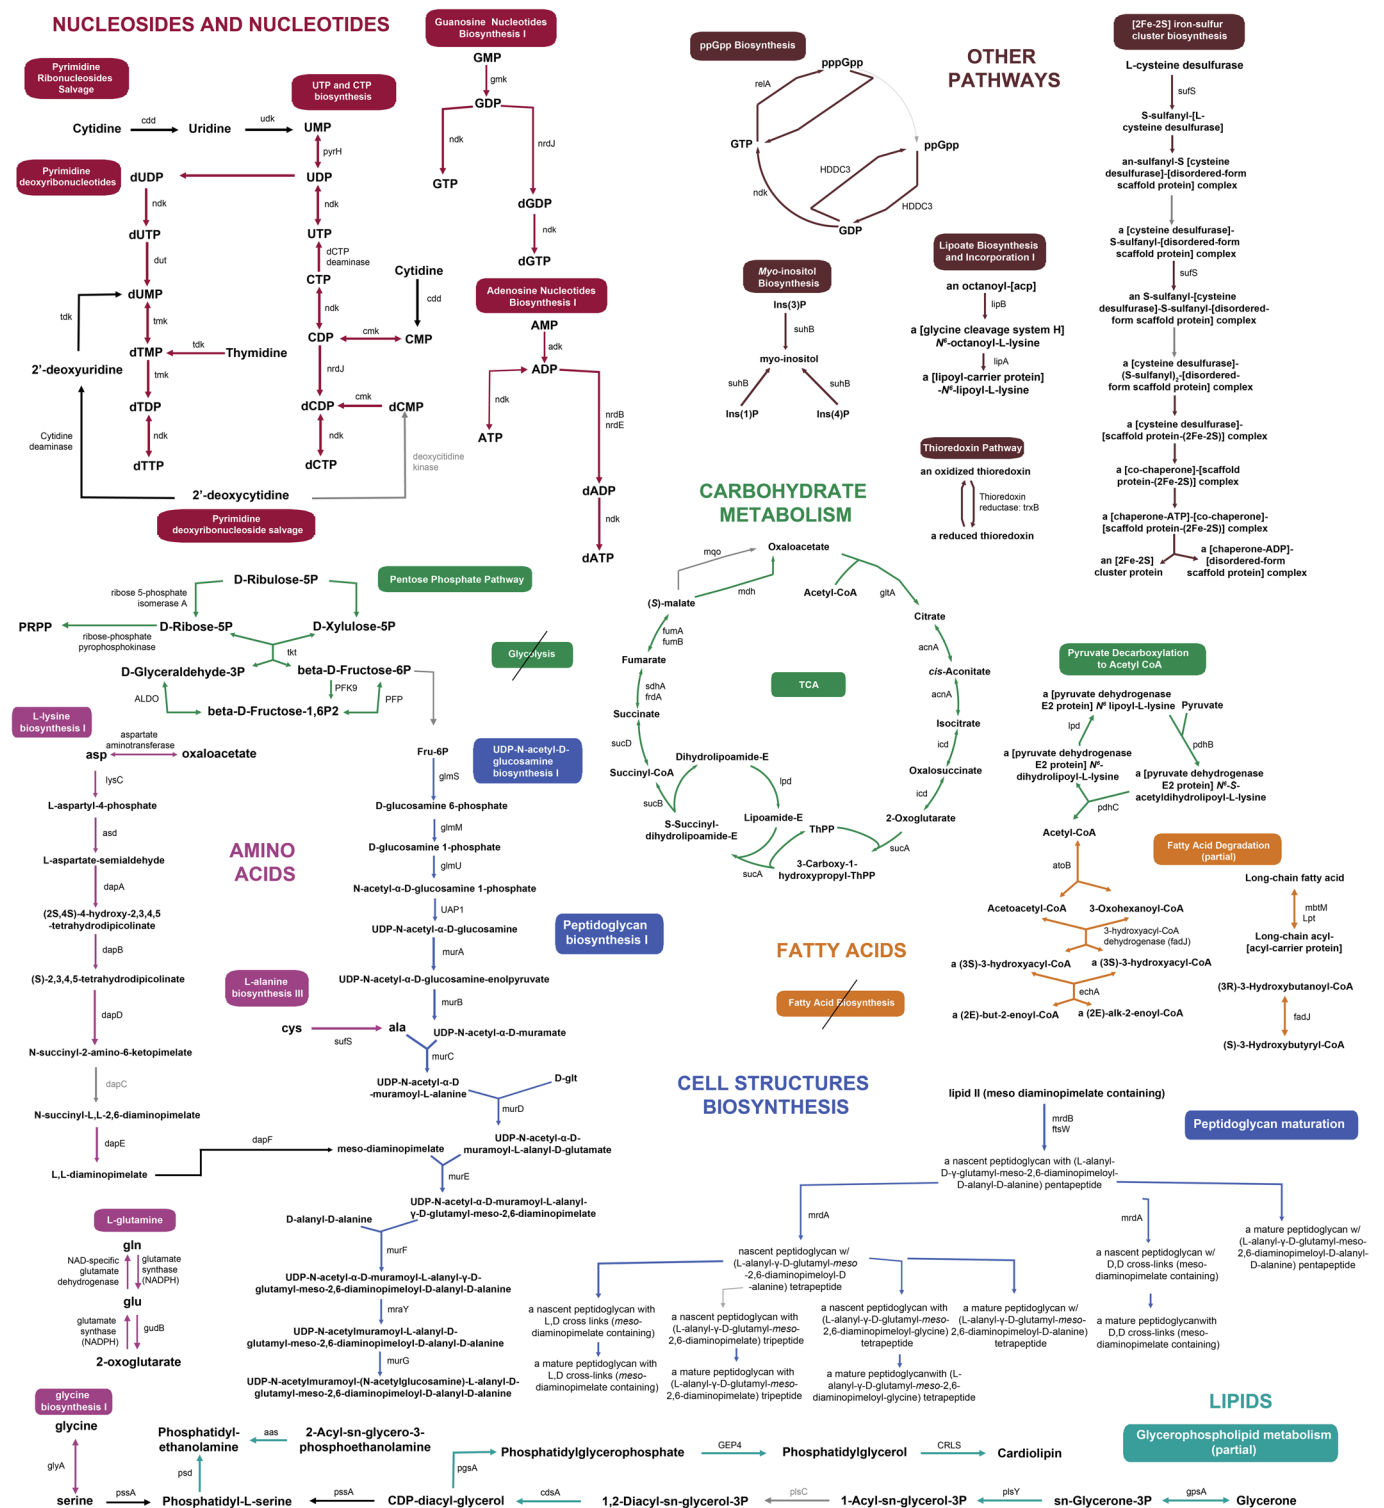 NUCLEOSIDES AND NUCLEOTIDES
Pyrimidine
Ribonucleosides
Salvage
UTP and CTP
biosynthesis
Cytidine
cdd
Uridine
udk
UMP
pyrH
Pyrimidine
deoxyribonucleotides
dUDP
UDP
ndk
ndk
dUTP
UTP
dut
dCTP
deaminase
dUMP
CTP
Cytidine
cdd
tdk
tmk
ndk
dTMP
tdk
Thymidine
CDP
cmk
CMP
2'-deoxyuridine
tmk
nrdJ
dTDP
dCDP
cmk
dCMP
Cytidine
deaminase
ndk
ndk
dTTP
dCTP
deoxycitidine
kinase
2'-deoxycytidine
Pyrimidine
deoxyribonucleoside salvage
Guanosine Nucleotides
Biosynthesis I
GMP
gmk
GDP
ndk
nrdJ
GTP
dGDP
ndk
dGTP
Adenosine Nucleotides
Biosynthesis I
AMP
adk
ADP
ndk
nrdB
nrdE
ATP
dADP
ndk
dATP
OTHER
PATHWAYS
ppGpp Biosynthesis
pppGpp
relA
GTP
ppGpp
HDDC3
HDDC3
ndk
GDP
Myo-inositol
Biosynthesis
Ins(3)P
suhB
myo-inositol
suhB
suhB
Ins(1)P
Ins(4)P
Lipoate Biosynthesis
and Incorporation I
an octanoyl-[acp]
lipB
a [glycine cleavage system H]
N⁶-octanoyl-L-lysine
lipA
a [lipoyl-carrier protein]
-N⁶-lipoyl-L-lysine
Thioredoxin Pathway
an oxidized thioredoxin
Thioredoxin
reductase: trxB
a reduced thioredoxin
[2Fe-2S] iron-sulfur
cluster biosynthesis
L-cysteine desulfurase
sufS
S-sulfanyl-[L-
cysteine desulfurase]
an-sulfanyl-S [cysteine
desulfurase]-[disordered-form
scaffold protein] complex
a [cysteine desulfurase]-
S-sulfanyl-[disordered-form
scaffold protein] complex
sufS
an S-sulfanyl-[cysteine
desulfurase]-S-sulfanyl-[disordered-
form scaffold protein] complex
a [cysteine desulfurase]-
(S-sulfanyl)₂-[disordered-
form scaffold protein] complex
a [cysteine desulfurase]-
[scaffold protein-(2Fe-2S)] complex
a [co-chaperone]-[scaffold
protein-(2Fe-2S)] complex
a [chaperone-ATP]-[co-chaperone]-
[scaffold protein-(2Fe-2S)] complex
an [2Fe-2S]
cluster protein
a [chaperone-ADP]-
[disordered-form
scaffold protein] complex
CARBOHYDRATE
METABOLISM
Pentose Phosphate Pathway
D-Ribulose-5P
ribose 5-phosphate
isomerase A
PRPP
D-Ribose-5P
D-Xylulose-5P
ribose-phosphate
pyrophosphokinase
tkt
D-Glyceraldehyde-3P
beta-D-Fructose-6P
ALDO
PFK9
PFP
beta-D-Fructose-1,6P2
Glycolysis
TCA
mqo
Oxaloacetate
mdh
Acetyl-CoA
gltA
(S)-malate
Citrate
fumA
fumB
acnA
Fumarate
cis-Aconitate
sdhA
frdA
acnA
Succinate
Isocitrate
sucD
icd
Succinyl-CoA
Dihydrolipoamide-E
Oxalosuccinate
lpd
icd
sucB
S-Succinyl-
dihydrolipoamide-E
Lipoamide-E
ThPP
2-Oxoglutarate
sucA
sucA
3-Carboxy-1-
hydroxypropyl-ThPP
Pyruvate Decarboxylation
to Acetyl CoA
a [pyruvate dehydrogenase
E2 protein] N⁶ lipoyl-L-lysine
Pyruvate
lpd
pdhB
a [pyruvate dehydrogenase
E2 protein] N⁶-
dihydrolipoyl-L-lysine
a [pyruvate dehydrogenase
E2 protein] N⁶-S-
acetyldihydrolipoyl-L-lysine
pdhC
Acetyl-CoA
Fatty Acid Degradation
(partial)
atoB
Acetoacetyl-CoA
3-Oxohexanoyl-CoA
3-hydroxyacyl-CoA
dehydrogenase (fadJ)
a (3S)-3-hydroxyacyl-CoA
a (3S)-3-hydroxyacyl-CoA
echA
a (2E)-but-2-enoyl-CoA
a (2E)-alk-2-enoyl-CoA
Long-chain fatty acid
mbtM
Lpt
Long-chain acyl-
[acyl-carrier protein]
(3R)-3-Hydroxybutanoyl-CoA
fadJ
(S)-3-Hydroxybutyryl-CoA
FATTY ACIDS
Fatty Acid Biosynthesis
AMINO
ACIDS
L-lysine
biosynthesis I
asp
aspartate
aminotransferase
oxaloacetate
lysC
L-aspartyl-4-phosphate
asd
L-aspartate-semialdehyde
dapA
(2S,4S)-4-hydroxy-2,3,4,5
-tetrahydrodipicolinate
dapB
(S)-2,3,4,5-tetrahydrodipicolinate
dapD
N-succinyl-2-amino-6-ketopimelate
dapC
N-succinyl-L,L-2,6-diaminopimelate
dapE
L,L-diaminopimelate
dapF
meso-diaminopimelate
L-alanine
biosynthesis III
cys
sufS
ala
L-glutamine
gln
NAD-specific
glutamate
dehydrogenase
glutamate
synthase
(NADPH)
glu
glutamate
synthase
(NADPH)
gudB
2-oxoglutarate
glycine
biosynthesis I
glycine
glyA
serine
UDP-N-acetyl-D-
glucosamine
biosynthesis I
Fru-6P
glmS
D-glucosamine 6-phosphate
glmM
D-glucosamine 1-phosphate
glmU
N-acetyl-α-D-glucosamine 1-phosphate
UAP1
UDP-N-acetyl-α-D-glucosamine
Peptidoglycan
biosynthesis I
murA
UDP-N-acetyl-α-D-glucosamine-enolpyruvate
murB
UDP-N-acetyl-α-D-muramate
murC
UDP-N-acetyl-α-D
-muramoyl-L-alanine
D-glt
murD
UDP-N-acetyl-α-D-
muramoyl-L-alanyl-D-glutamate
murE
UDP-N-acetyl-α-D-muramoyl-L-alanyl-
γ-D-glutamyl-meso-2,6-diaminopimelate
D-alanyl-D-alanine
murF
UDP-N-acetyl-α-D-muramoyl-L-alanyl-γ-D-
glutamyl-meso-2,6-diaminopimeloyl-D-alanyl-D-alanine
mraY
UDP-N-acetylmuramoyl-L-alanyl-D-
glutamyl-meso-2,6-diaminopimeloyl-D-alanyl-D-alanine
murG
UDP-N-acetylmuramoyl-(N-acetylglucosamine)-L-alanyl-D-
glutamyl-meso-2,6-diaminopimeloyl-D-alanyl-D-alanine
CELL STRUCTURES
BIOSYNTHESIS
lipid II (meso diaminopimelate containing)
mrdB
ftsW
Peptidoglycan maturation
a nascent peptidoglycan with (L-alanyl-
D-γ-glutamyl-meso-2,6-diaminopimeloyl-
D-alanyl-D-alanine) pentapeptide
mrdA
mrdA
nascent peptidoglycan w/
(L-alanyl-γ-D-glutamyl-meso
-2,6-diaminopimeloyl-D
-alanine) tetrapeptide
a nascent peptidoglycan w/
D,D cross-links (meso-
diaminopimelate containing)
a mature peptidoglycan w/
(L-alanyl-γ-D-glutamyl-meso-
2,6-diaminopimeloyl-D-alanyl-
D-alanine) pentapeptide
a nascent peptidoglycan with
L,D cross links (meso-
diaminopimelate containing)
a nascent peptidoglycan with
(L-alanyl-γ-D-glutamyl-meso-
2,6-diaminopimelate) tripeptide
a nascent peptidoglycan with
(L-alanyl-γ-D-glutamyl-meso-
2,6-diaminopimeloyl-glycine)
tetrapeptide
a mature peptidoglycan w/
(L-alanyl-γ-D-glutamyl-meso-
2,6-diaminopimeloyl-D-alanine)
tetrapeptide
a mature peptidoglycanwith
D,D cross-links (meso-
diaminopimelate containing)
a mature peptidoglycan with
L,D cross-links (meso-
diaminopimelate containing)
a mature peptidoglycan with
(L-alanyl-γ-D-glutamyl-meso-
2,6-diaminopimelate) tripeptide
a mature peptidoglycanwith (L-
alanyl-γ-D-glutamyl-meso-2,6-
diaminopimeloyl-glycine) tetrapeptide
LIPIDS
Glycerophospholipid metabolism
(partial)
Phosphatidyl-
ethanolamine
aas
2-Acyl-sn-glycero-3-
phosphoethanolamine
Phosphatidylglycerophosphate
GEP4
Phosphatidylglycerol
CRLS
Cardiolipin
psd
pgsA
pssA
Phosphatidyl-L-serine
pssA
CDP-diacyl-glycerol
cdsA
1,2-Diacyl-sn-glycerol-3P
plsC
1-Acyl-sn-glycerol-3P
plsY
sn-Glycerone-3P
gpsA
Glycerone